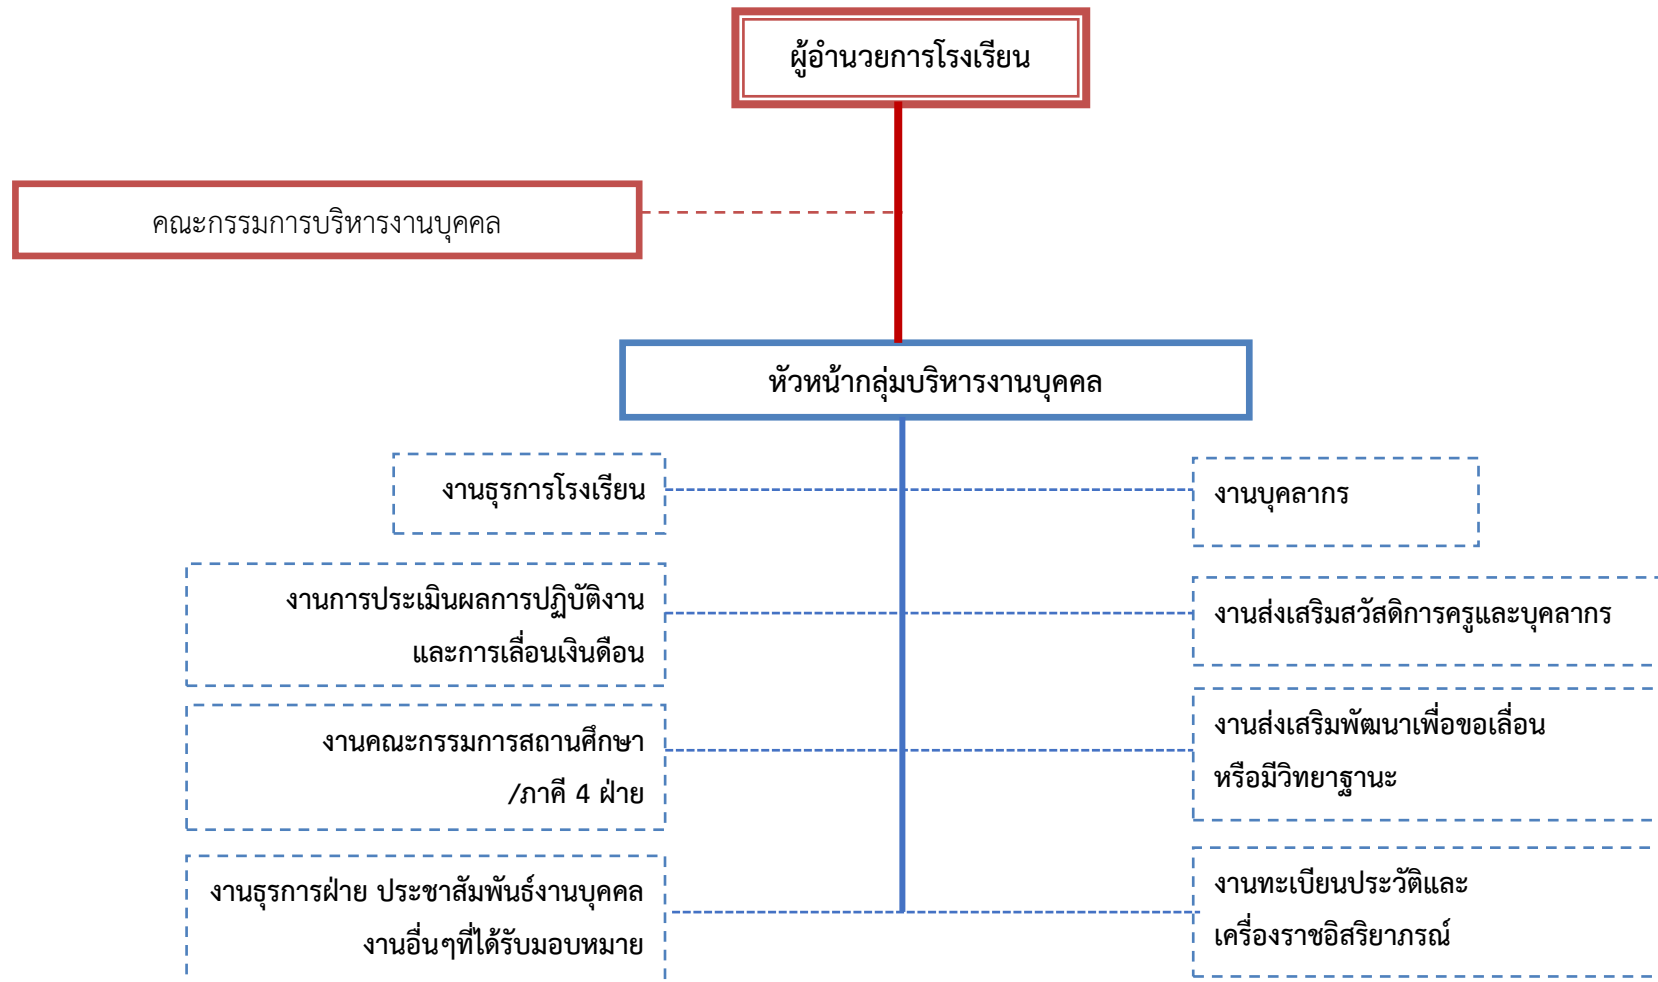 ผู้อำนวยการโรงเรียน
คณะกรรมการบริหารงานบุคคล
หัวหน้ากลุ่มบริหารงานบุคคล
งานธุรการโรงเรียน
งานบุคลากร
งานการประเมินผลการปฏิบัติงาน
และการเลื่อนเงินดือน
งานส่งเสริมสวัสดิการครูและบุคลากร
งานคณะกรรมการสถานศึกษา
/ภาคี 4 ฝ่าย
งานส่งเสริมพัฒนาเพื่อขอเลื่อน
หรือมีวิทยาฐานะ
งานธุรการฝ่าย ประชาสัมพันธ์งานบุคคล
งานอื่นๆที่ได้รับมอบหมาย
งานทะเบียนประวัติและ
เครื่องราชอิสริยาภรณ์